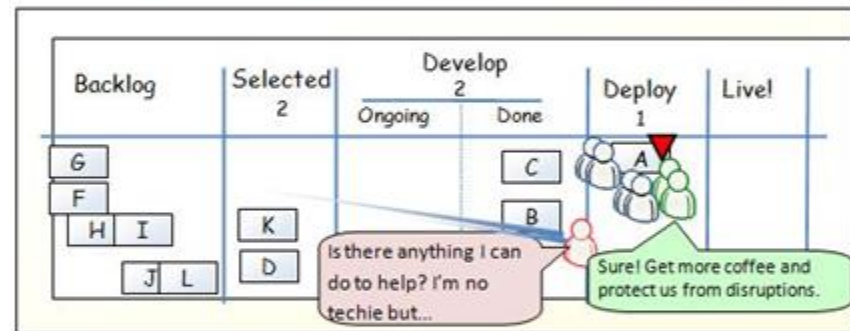 Backlog
Selected
2
Develop
2
Ongoing
Done
Deploy
1
Live!
G
F
H I
J L
K
D
C
B
A
Is there anything I can
do to help? I'm no
techie but...
Sure! Get more coffee and
protect us from disruptions.